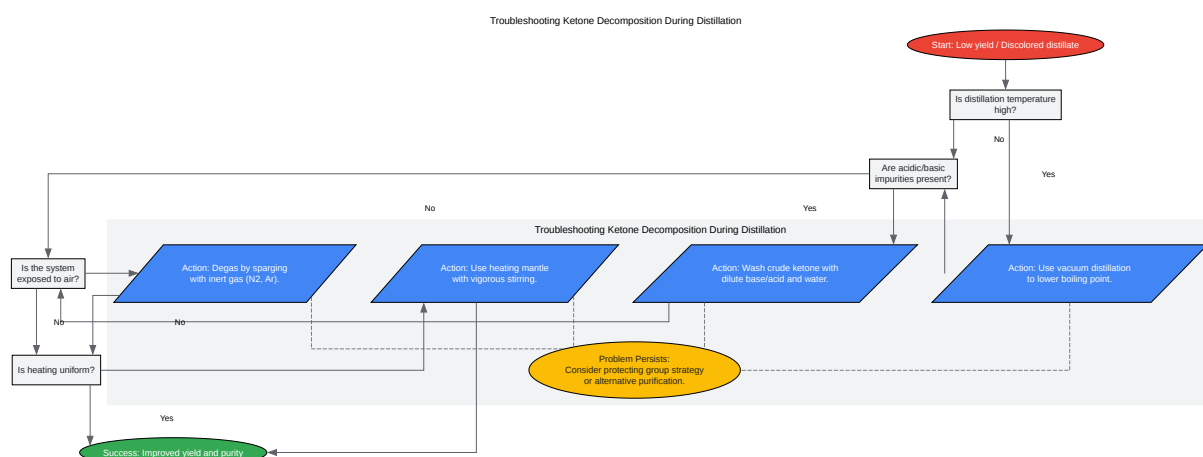 Troubleshooting Ketone Decomposition During Distillation
Start: Low yield / Discolored distillate
Is distillation temperature
high?
No
Are acidic/basic
impurities present?
Yes
No
Yes
Troubleshooting Ketone Decomposition During Distillation
Is the system
exposed to air?
Action: Degas by sparging
with inert gas (N2, Ar).
Action: Use heating mantle
with vigorous stirring.
Action: Wash crude ketone with
dilute base/acid and water.
Action: Use vacuum distillation
to lower boiling point.
No
No
Is heating uniform?
Problem Persists:
Consider protecting group strategy
or alternative purification.
Yes
Success: Improved yield and purity